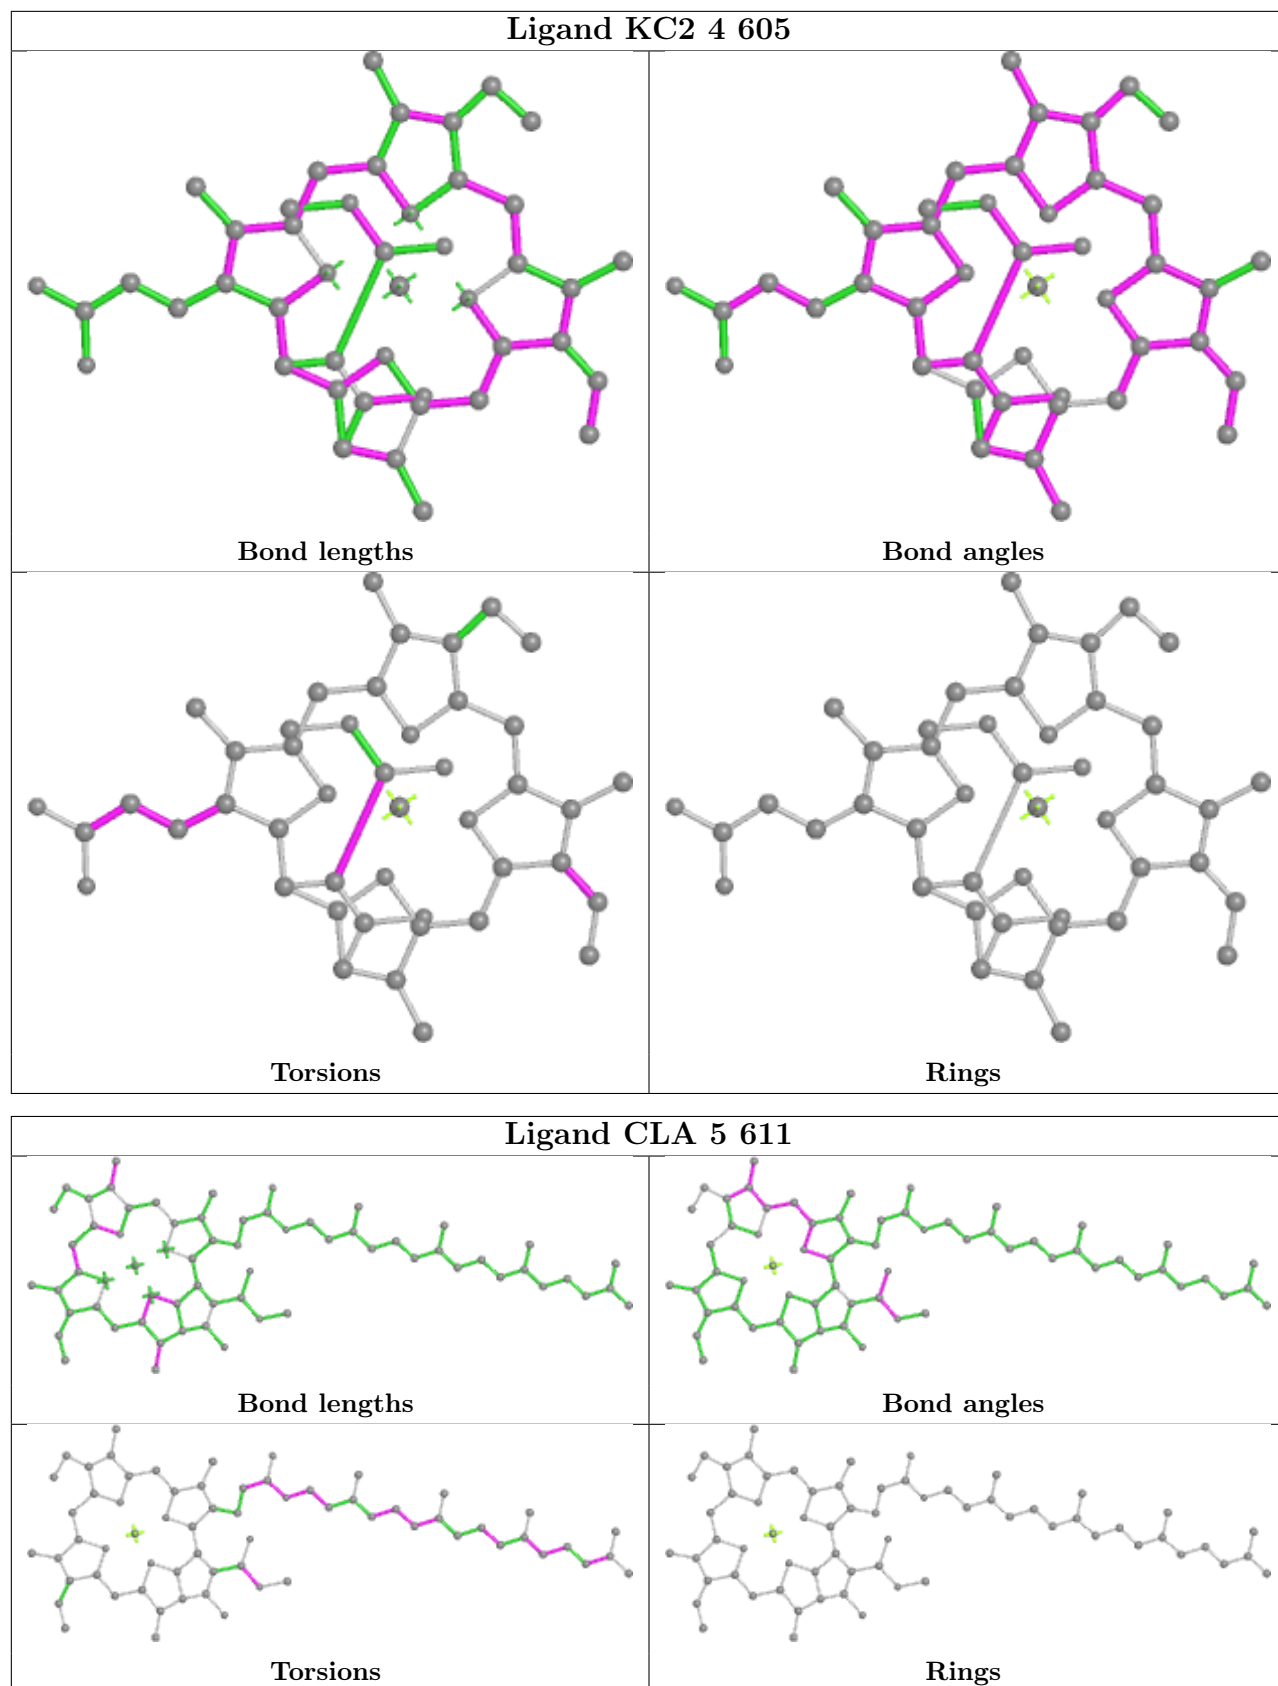 Ligand KC2 4 605
Bond lengths
Bond angles
Torsions
Rings
Ligand CLA 5 611
Bond lengths
Bond angles
Torsions
Rings